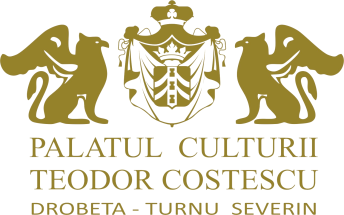 PALATUL CULTURII
TEODOR COSTESCU
DROBETA - TURNU SEVERIN